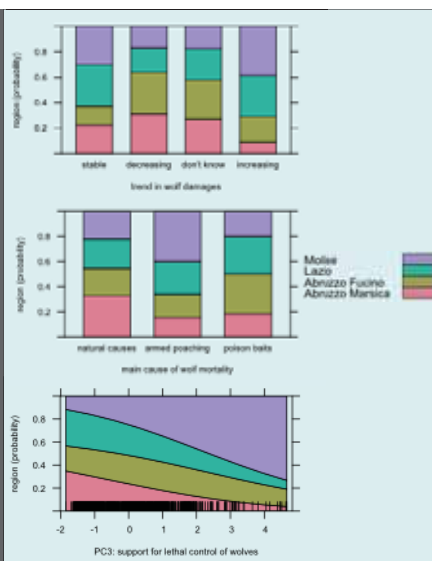 region (probability)
0.8
0.6
0.4
0.2
stable decreasing don't know increasing
trend in wolf damages
region (probability)
0.8
0.6
0.4
0.2
natural causes armed poaching poison baits
main cause of wolf mortality
Molise
Lazio
Abruzzo Fucino
Abruzzo Marsica
region (probability)
0.8
0.6
0.4
0.2
-2 -1 0 1 2 3 4
PC3: support for lethal control of wolves